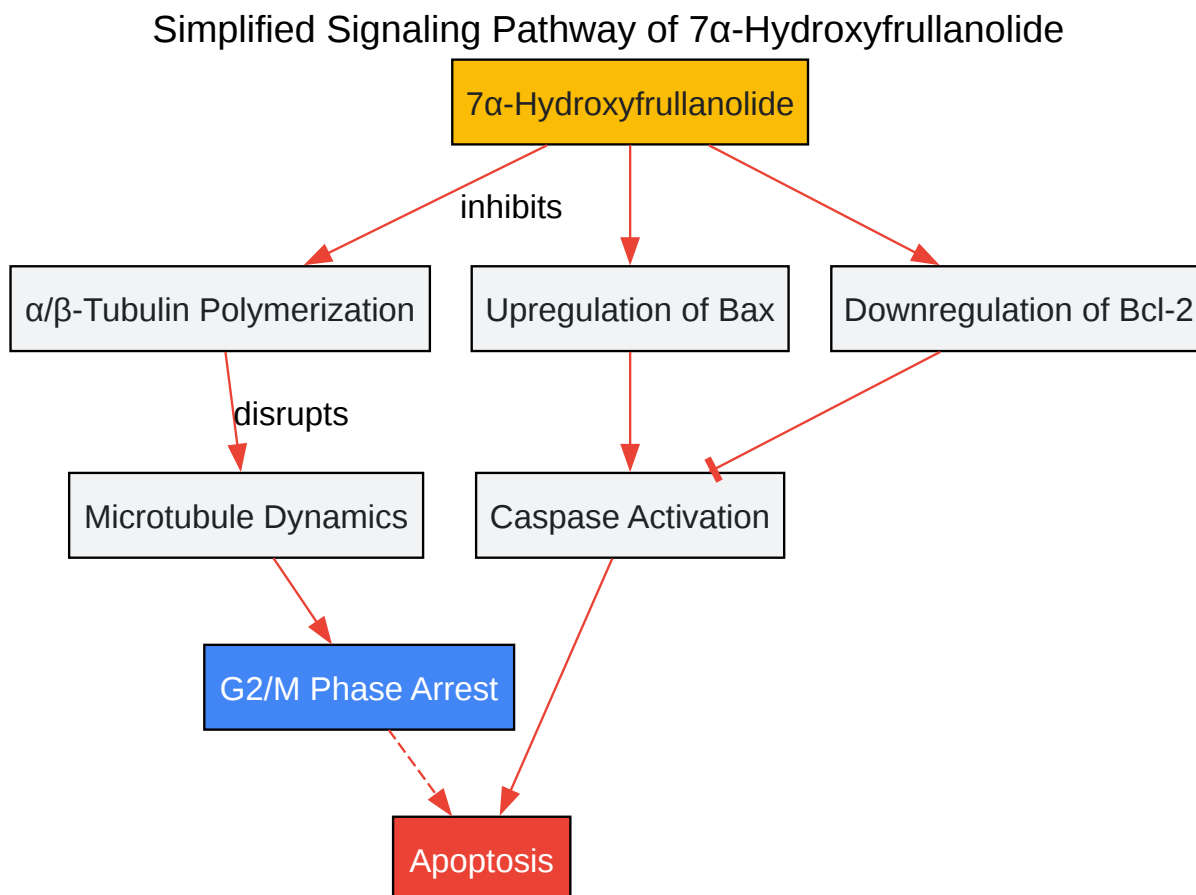 Simplified Signaling Pathway of 7α-Hydroxyfrullanolide
7α-Hydroxyfrullanolide
inhibits
α/β-Tubulin Polymerization
Upregulation of Bax
Downregulation of Bcl-2
disrupts
Microtubule Dynamics
Caspase Activation
G2/M Phase Arrest
Apoptosis